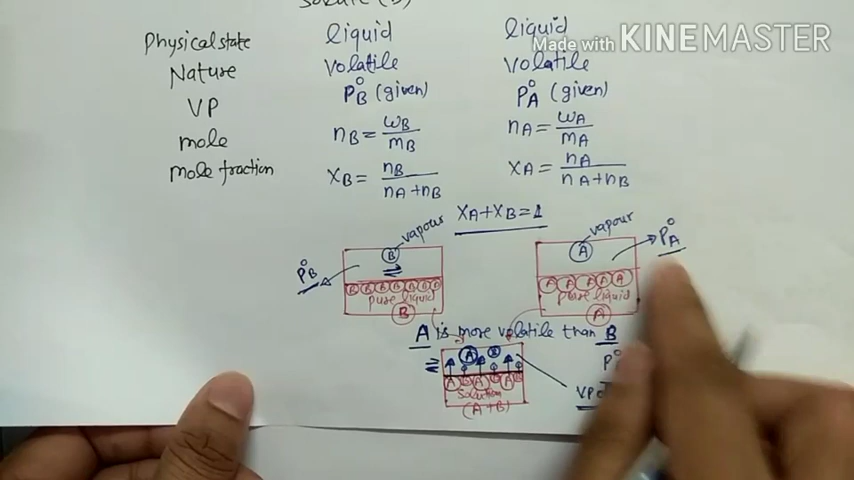 Solute (B)
Physical state liquid liquid
Made with KINEMASTER
Nature volatile volatile
VP P°B (given) P°A (given)
mole nB = wB/mB nA = wA/mA
mole fraction xB = nB/nA+nB xA = nA/nA+nB
xA+xB=1
B vapour A vapour
P°B ⇌ P°A
B B B B B B B A A A A A
pure liquid pure liquid
B A
A is more volatile than B
A B P°
⇌
A B A B A B VP
Solution
(A+B)